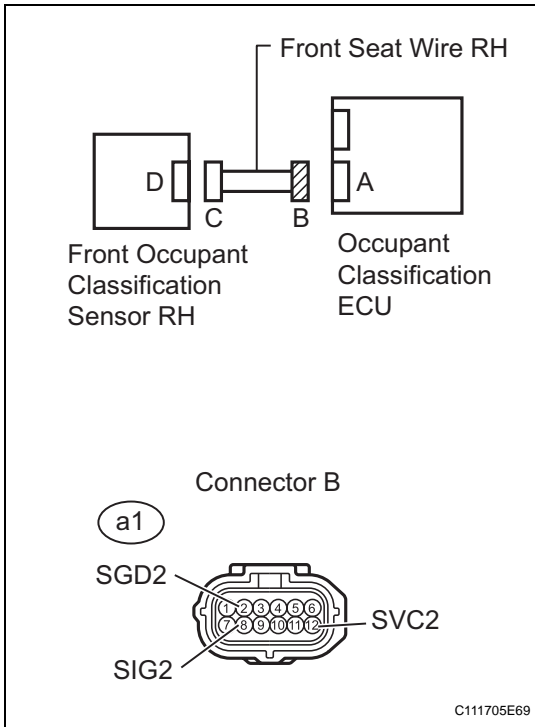 Front Seat Wire RH
D
C
B
A
Front Occupant
Classification
Sensor RH
Occupant
Classification
ECU
Connector B
a1
SGD2
1 2 3 4 5 6
7 8 9 10 11 12
SVC2
SIG2
C111705E69